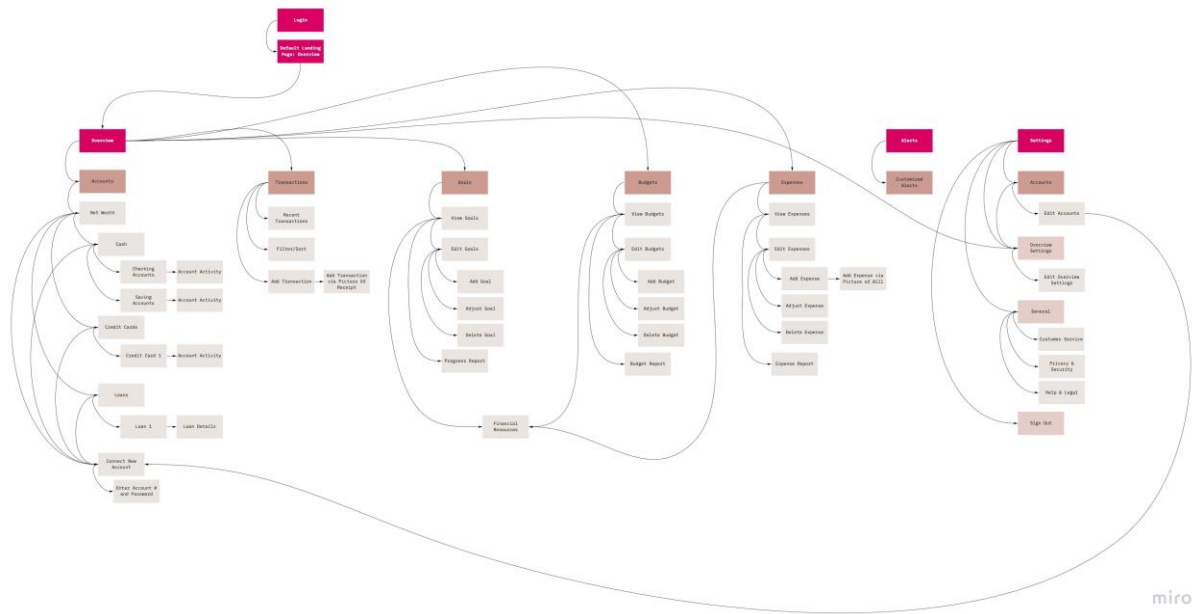 Login
Default Landing
Page: Overview
Overview
Alerts
Settings
Accounts
Transactions
Goals
Budgets
Expenses
Customized
Alerts
Accounts
Net Worth
Recent
Transactions
View Goals
View Budgets
View Expenses
Edit Accounts
Cash
Filter/Sort
Edit Goals
Edit Budgets
Edit Expenses
Overview
Settings
Checking
Accounts
Account Activity
Add Transaction
Add Transaction
via Picture Of
Receipt
Add Goal
Add Budget
Add Expense
Add Expense via
Picture of Bill
Edit Overview
Settings
Saving
Accounts
Account Activity
Adjust Goal
Adjust Budget
Adjust Expense
General
Credit Cards
Delete Goal
Delete Budget
Delete Expense
Customer Service
Credit Card 1
Account Activity
Progress Report
Budget Report
Expense Report
Privacy &
Security
Loans
Help & Legal
Loan 1
Loan Details
Financial
Resources
Sign Out
Connect New
Account
Enter Account #
and Password
miro